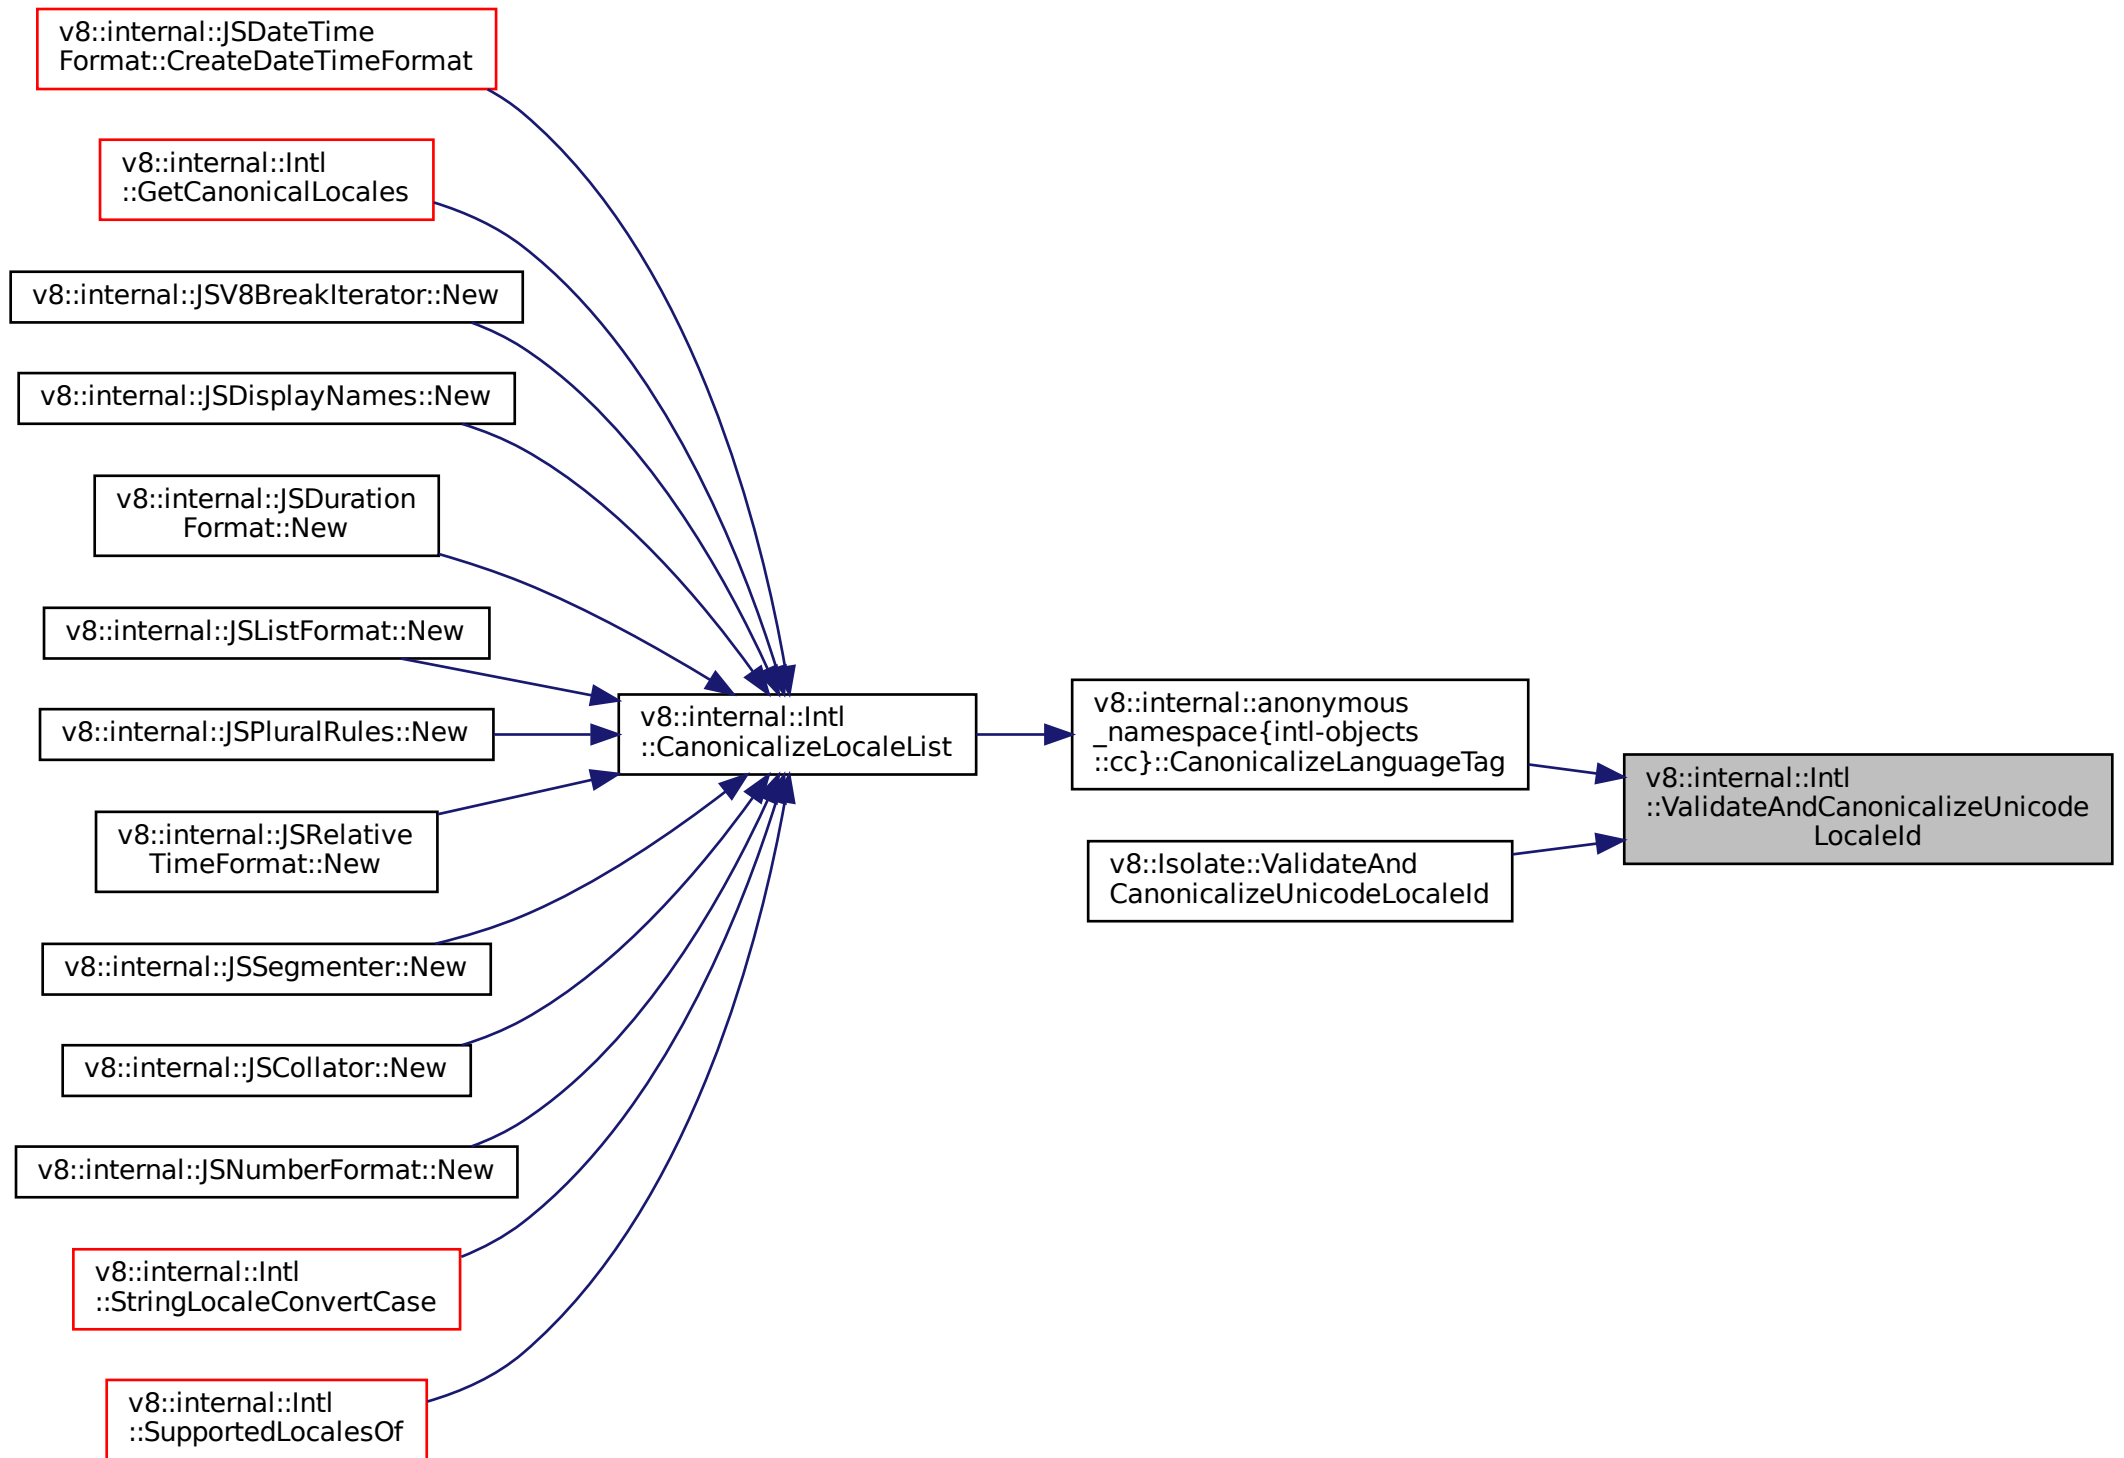 v8::internal::JSDateTime
Format::CreateDateTimeFormat
v8::internal::Intl
::GetCanonicalLocales
v8::internal::JSV8BreakIterator::New
v8::internal::JSDisplayNames::New
v8::internal::JSDuration
Format::New
v8::internal::JSListFormat::New
v8::internal::JSPluralRules::New
v8::internal::JSRelative
TimeFormat::New
v8::internal::JSSegmenter::New
v8::internal::JSCollator::New
v8::internal::JSNumberFormat::New
v8::internal::Intl
::StringLocaleConvertCase
v8::internal::Intl
::SupportedLocalesOf
v8::internal::Intl
::CanonicalizeLocaleList
v8::internal::anonymous
_namespace{intl-objects
::cc}::CanonicalizeLanguageTag
v8::Isolate::ValidateAnd
CanonicalizeUnicodeLocaleId
v8::internal::Intl
::ValidateAndCanonicalizeUnicode
LocaleId